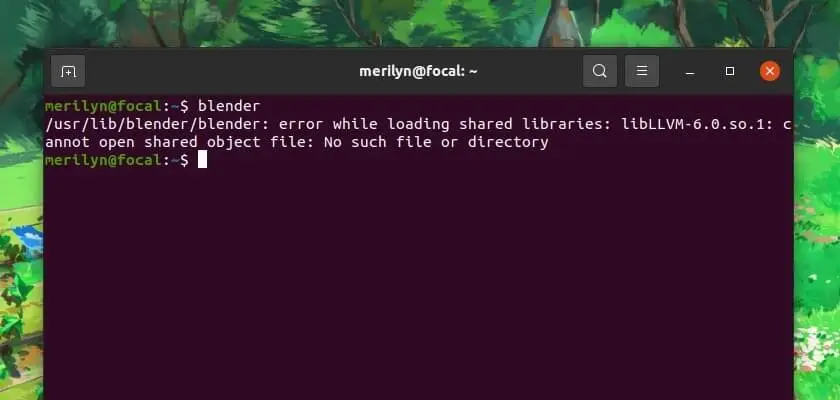 merilyn@focal: ~
merilyn@focal:~$ blender
/usr/lib/blender/blender: error while loading shared libraries: libLLVM-6.0.so.1: c
annot open shared object file: No such file or directory
merilyn@focal:~$